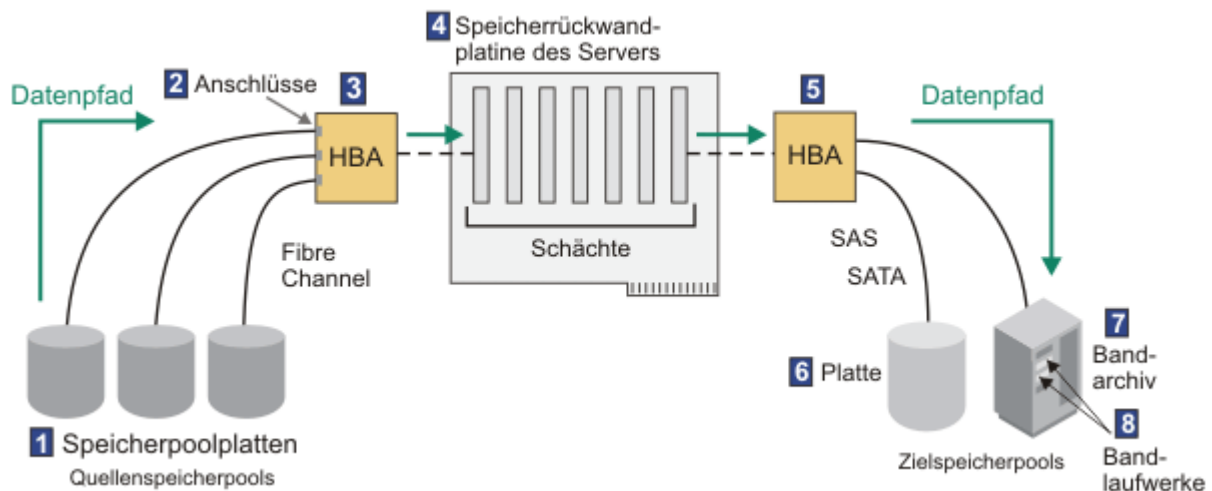 4 Speicherrückwand-
platine des Servers
2 Anschlüsse
3
5
Datenpfad
Datenpfad
HBA
HBA
Schächte
Fibre
Channel
SAS
SATA
7
Band-
archiv
6 Platte
8
Band-
laufwerke
1 Speicherpoolplatten
Quellenspeicherpools
Zielspeicherpools